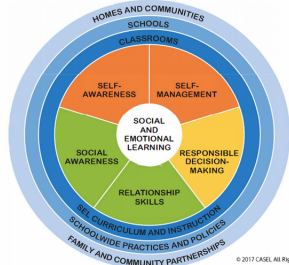 HOMES AND COMMUNITIES
SCHOOLS
CLASSROOMS
SELF-
AWARENESS
SELF-
MANAGEMENT
SOCIAL
AND
EMOTIONAL
LEARNING
SOCIAL
AWARENESS
RESPONSIBLE
DECISION-
MAKING
RELATIONSHIP
SKILLS
SEL CURRICULUM AND INSTRUCTION
SCHOOLWIDE PRACTICES AND POLICIES
FAMILY AND COMMUNITY PARTNERSHIPS
© 2017 CASEL All Rig